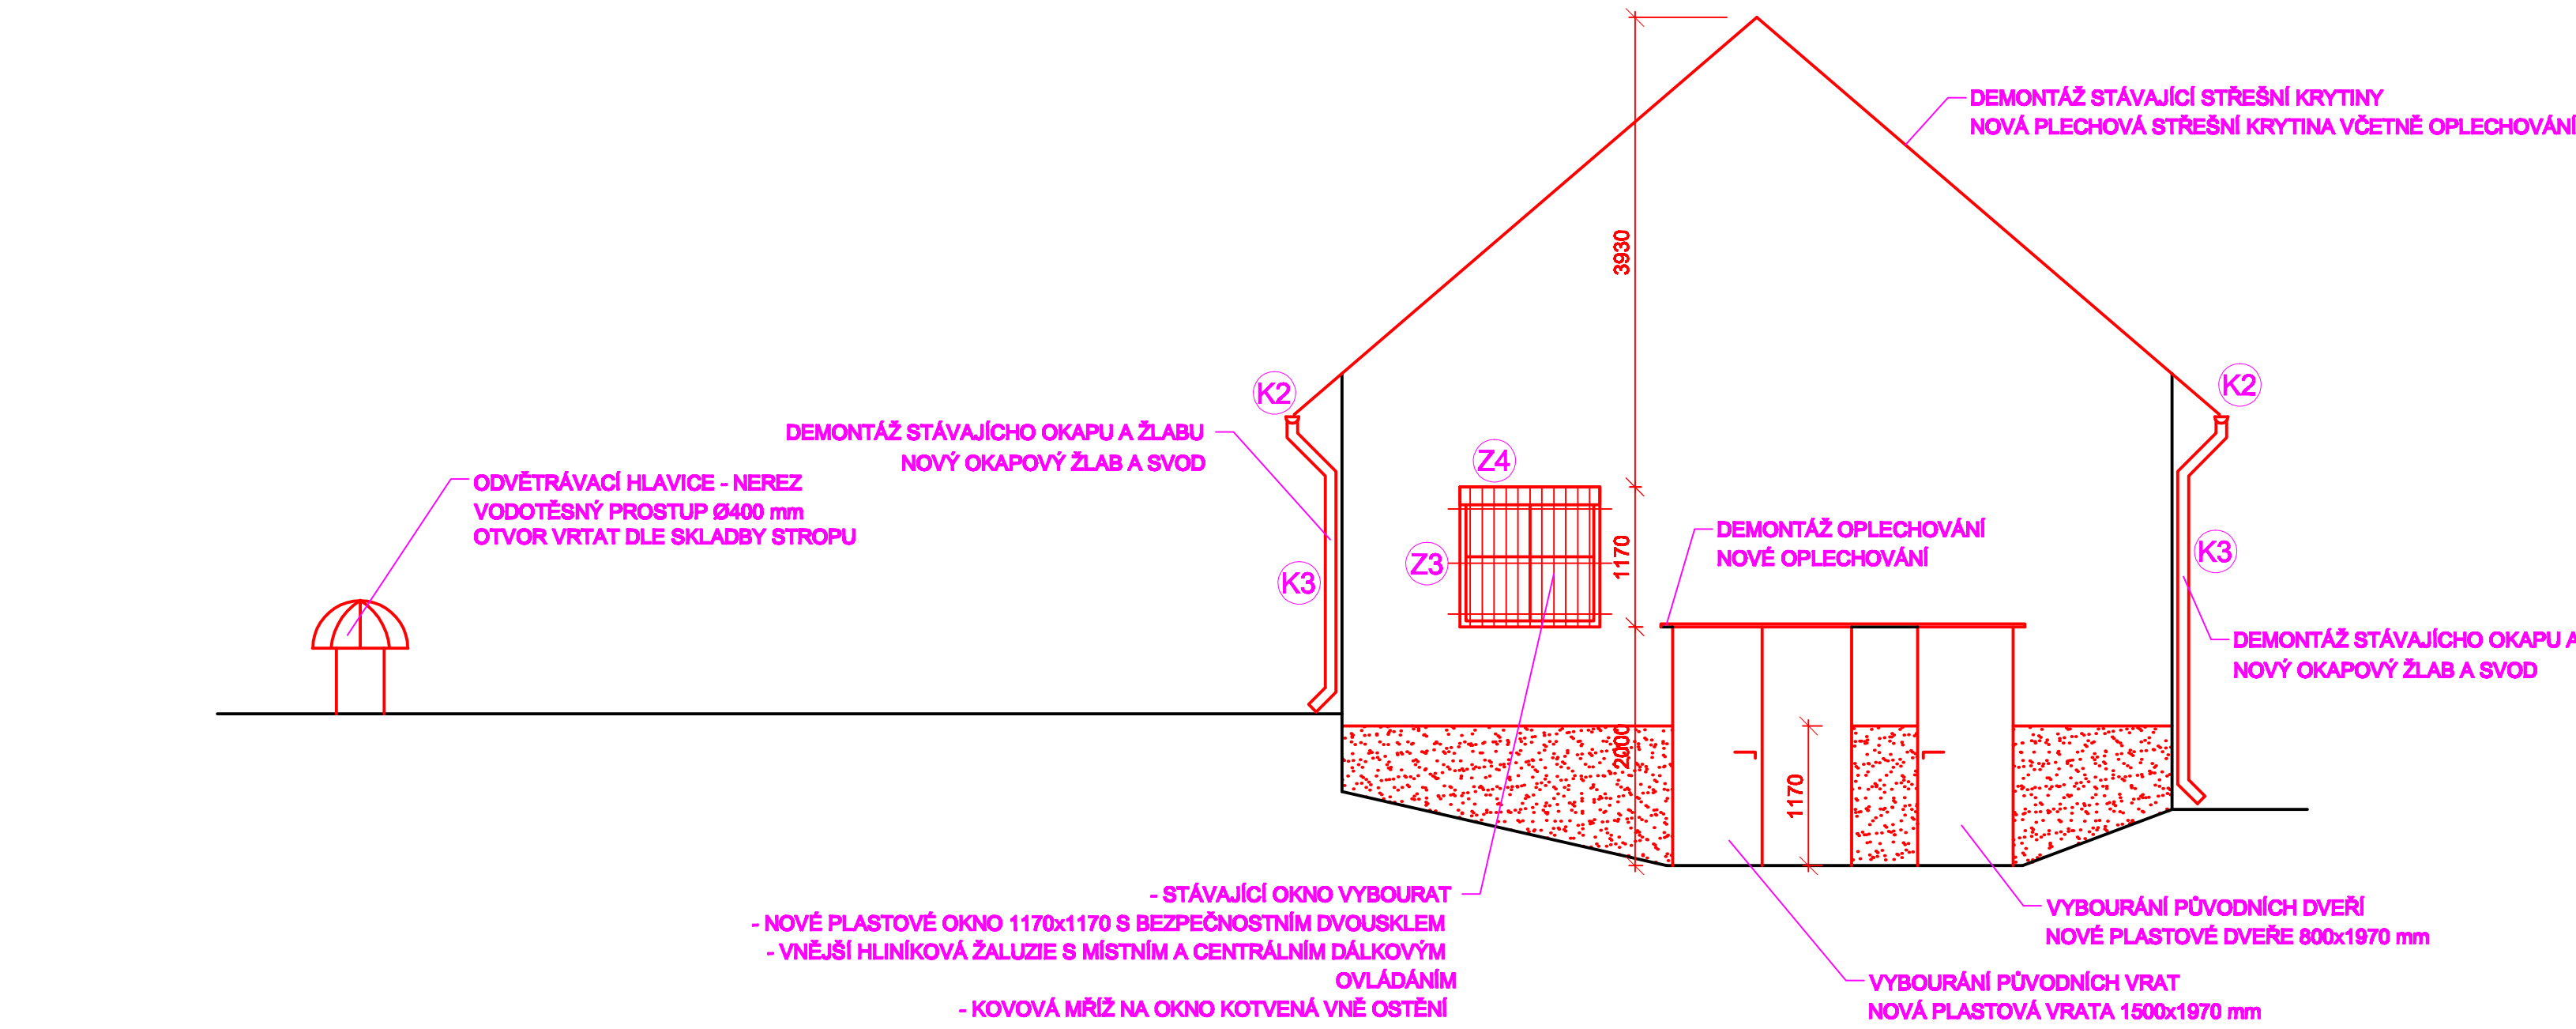 DEMONTÁŽ STÁVAJÍCÍ STŘEŠNÍ KRYTINY
NOVÁ PLECHOVÁ STŘEŠNÍ KRYTINA VČETNĚ OPLECHOVÁNÍ
3930
K2
K2
DEMONTÁŽ STÁVAJÍCHO OKAPU A ŽLABU
NOVÝ OKAPOVÝ ŽLAB A SVOD
Z4
ODVĚTRÁVACÍ HLAVICE - NEREZ
VODOTĚSNÝ PROSTUP Ø400 mm
OTVOR VRTAT DLE SKLADBY STROPU
DEMONTÁŽ OPLECHOVÁNÍ
NOVÉ OPLECHOVÁNÍ
1170
Z3
K3
K3
DEMONTÁŽ STÁVAJÍCHO OKAPU A
NOVÝ OKAPOVÝ ŽLAB A SVOD
2000
1170
- STÁVAJÍCÍ OKNO VYBOURAT
- NOVÉ PLASTOVÉ OKNO 1170x1170 S BEZPEČNOSTNÍM DVOUSKLEM
- VNĚJŠÍ HLINÍKOVÁ ŽALUZIE S MÍSTNÍM A CENTRÁLNÍM DÁLKOVÝM
OVLÁDÁNÍM
- KOVOVÁ MŘÍŽ NA OKNO KOTVENÁ VNĚ OSTĚNÍ
VYBOURÁNÍ PŮVODNÍCH DVEŘÍ
NOVÉ PLASTOVÉ DVEŘE 800x1970 mm
VYBOURÁNÍ PŮVODNÍCH VRAT
NOVÁ PLASTOVÁ VRATA 1500x1970 mm